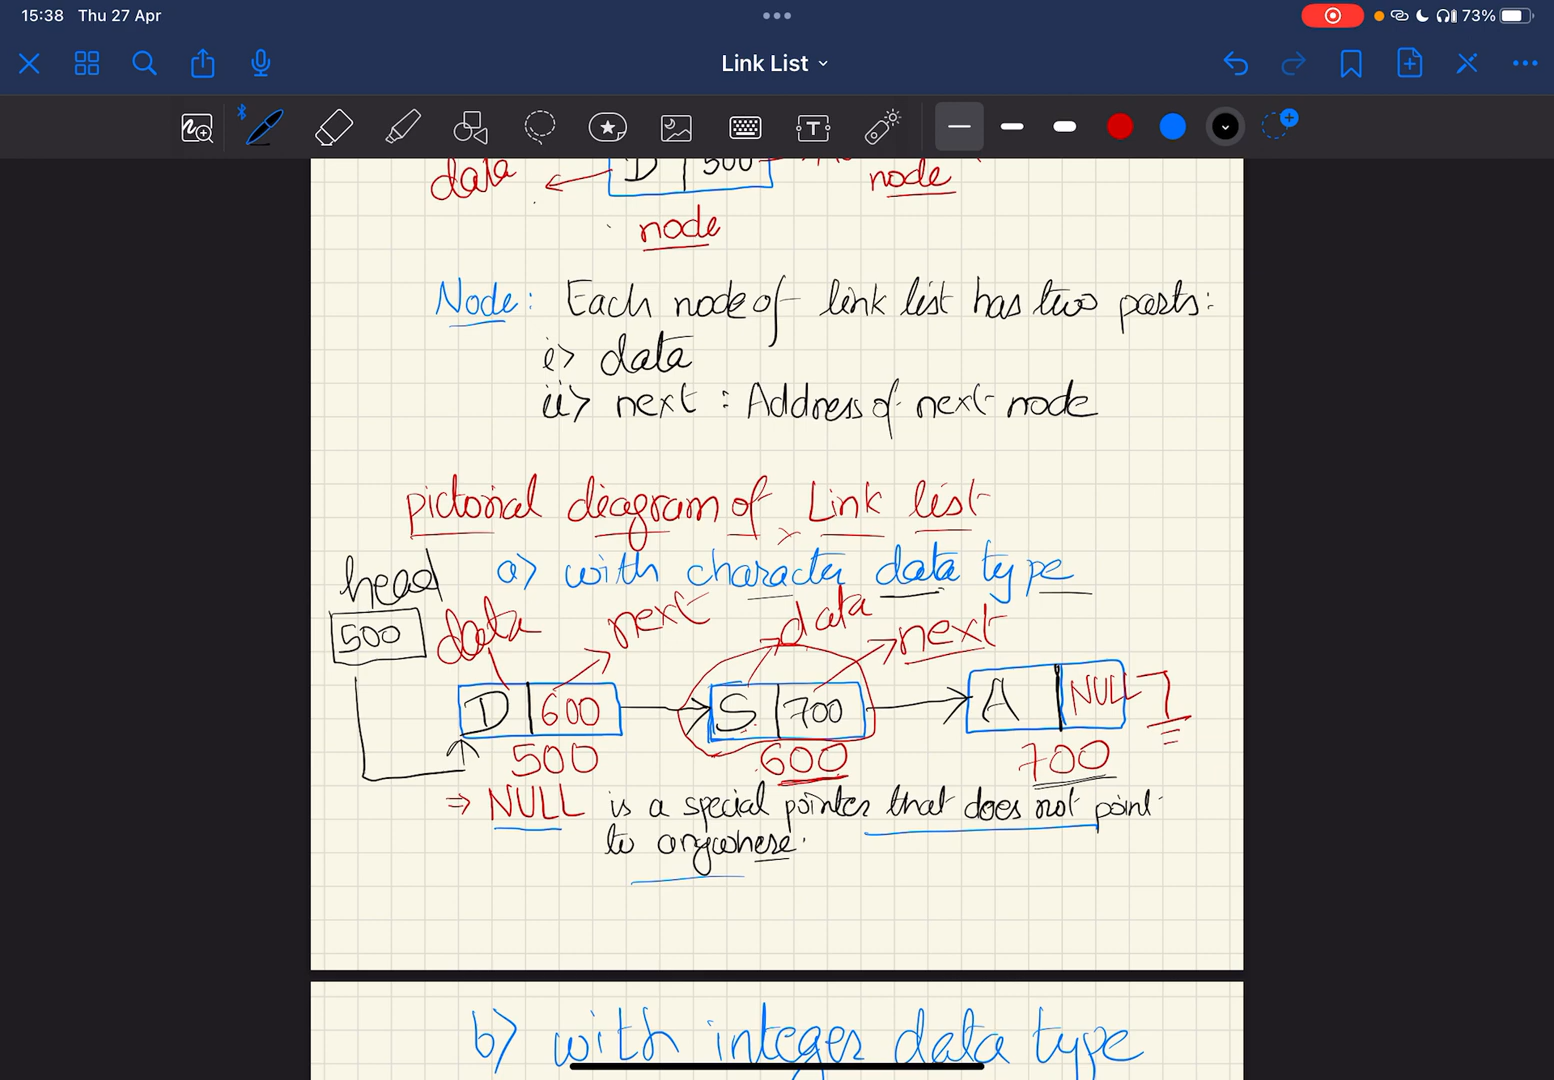 15:38 Thu 27 Apr
73%
Link List
data
D 500
node
node
Node: Each node of link list has two parts:
i> data
ii> next : Address of next node
pictorial diagram of Link list
a> with character data type
head
500
data
next
data
next
D 600
S 700
A NULL
500
600
700
⇒ NULL is a special pointer that does not point
to anywhere.
b) with integer data type